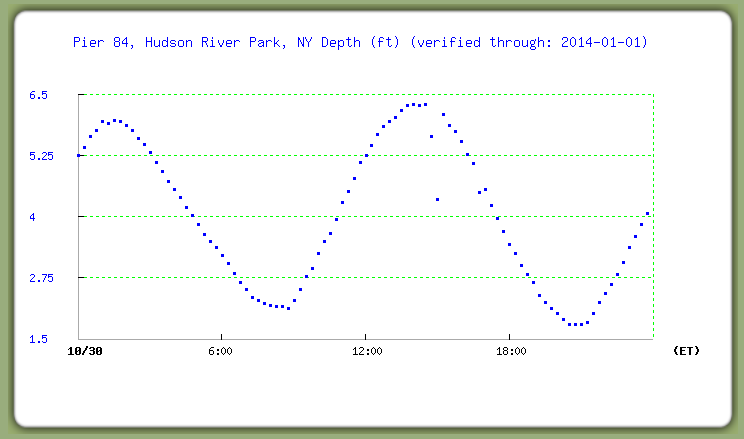 Pier 84, Hudson River Park, NY Depth (ft) (verified through: 2014-01-01)
6.5
5.25
4
2.75
1.5
10/30 6:00 12:00 18:00 (ET)